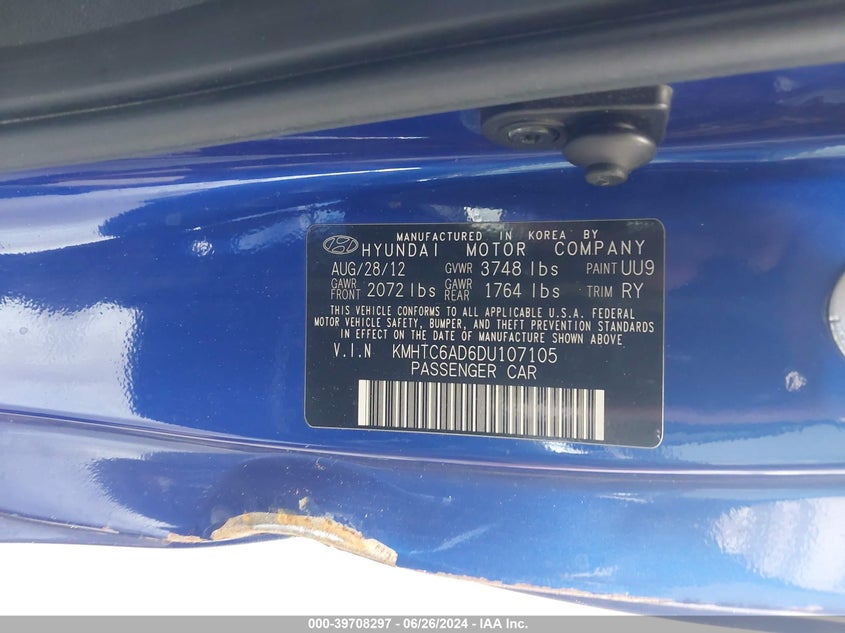 MANUFACTURED IN KOREA BY
HYUNDAI MOTOR COMPANY
AUG/28/12 GVWR 3748 lbs PAINT UU9
GAWR FRONT 2072 lbs GAWR REAR 1764 lbs TRIM RY
THIS VEHICLE CONFORMS TO ALL APPLICABLE U.S.A. FEDERAL
MOTOR VEHICLE SAFETY, BUMPER, AND THEFT PREVENTION STANDARDS
IN EFFECT ON THE DATE OF MANUFACTURE SHOWN ABOVE
V.I.N KMHTC6AD6DU107105
PASSENGER CAR
000-39708297 / 06/26/2024 - IAA Inc.